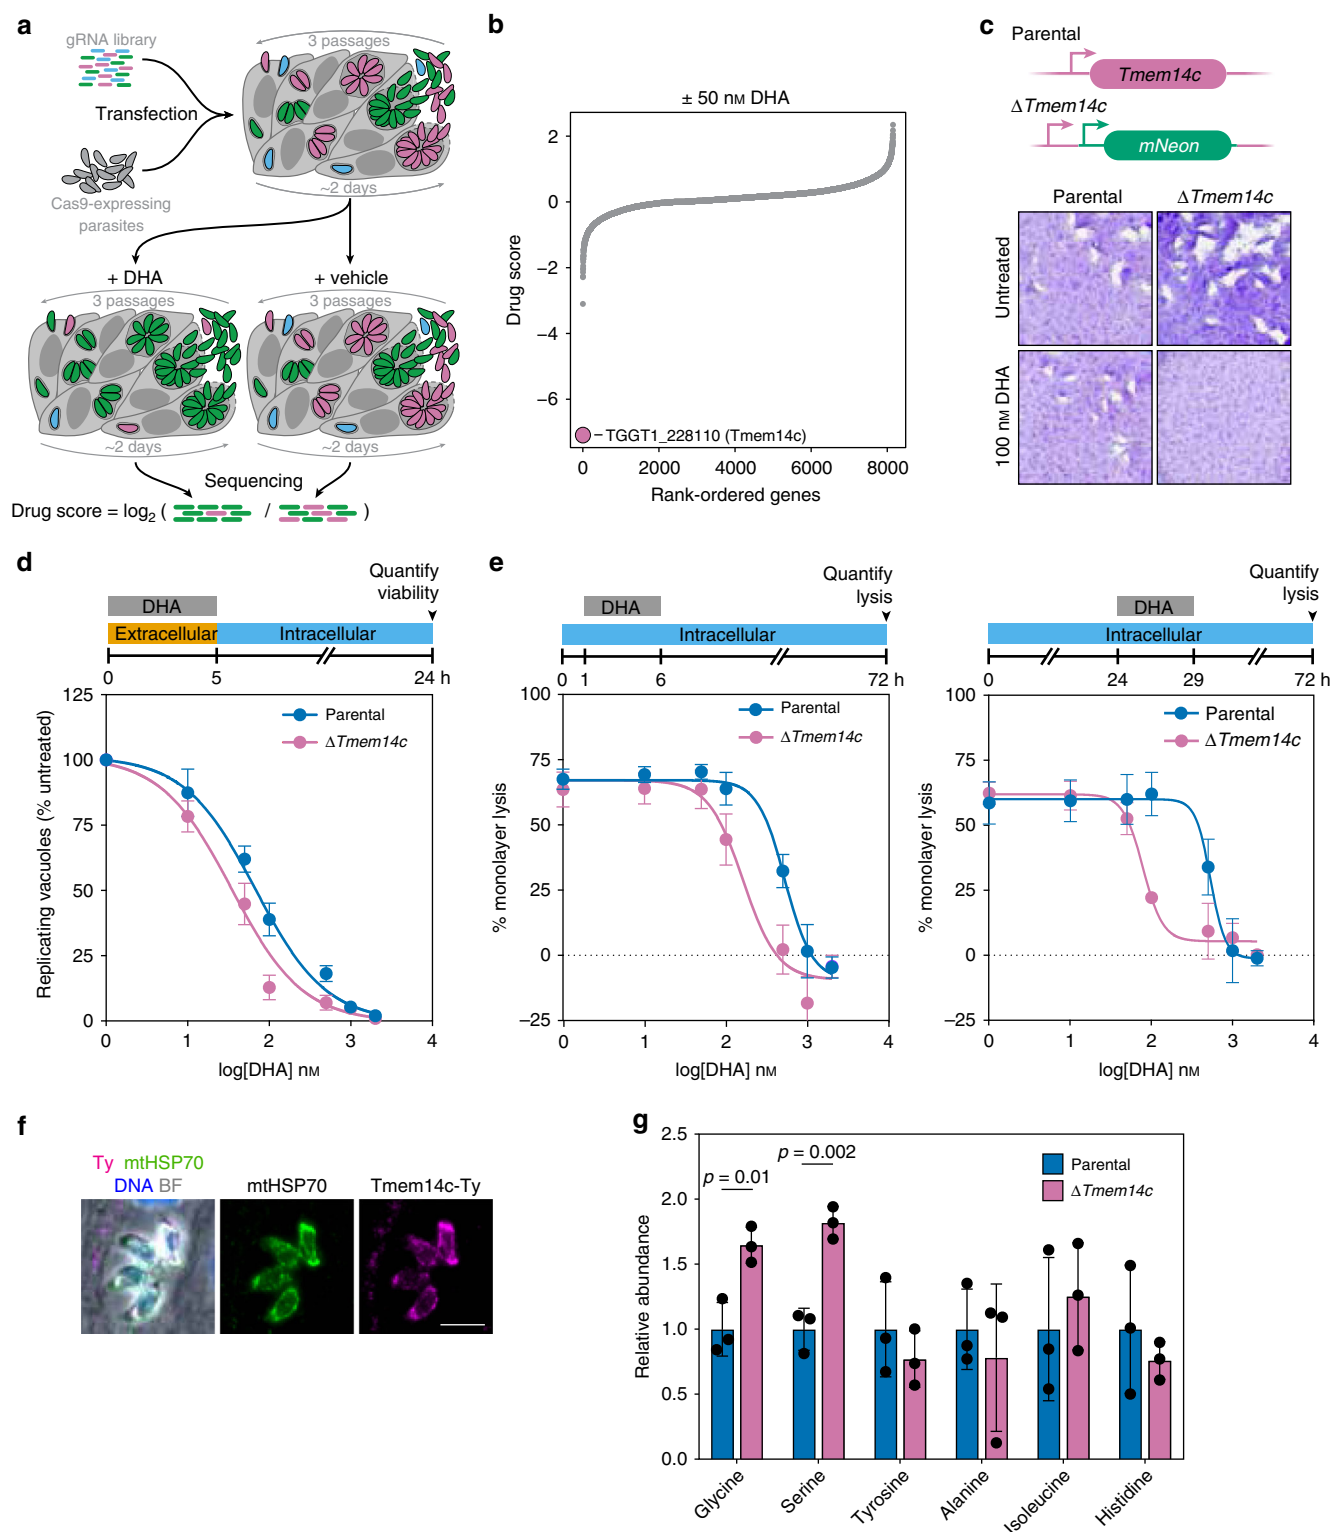 a
gRNA library
3 passages
Transfection
Cas9-expressing
parasites
~2 days
+ DHA
+ vehicle
3 passages
3 passages
~2 days
~2 days
Sequencing
Drug score = log2 ( / )
b
± 50 nM DHA
Drug score
2
0
−2
−4
−6
TGGT1_228110 (Tmem14c)
0 2000 4000 6000 8000
Rank-ordered genes
c
Parental
Tmem14c
ΔTmem14c
mNeon
Parental
ΔTmem14c
Untreated
100 nM DHA
d
Quantify
viability
DHA
Extracellular
Intracellular
0 5 24 h
Replicating vacuoles (% untreated)
125
100
75
50
25
0
Parental
ΔTmem14c
0 1 2 3 4
log[DHA] nM
e
Quantify
lysis
DHA
Intracellular
0 1 6 72 h
% monolayer lysis
100
75
50
25
0
−25
Parental
ΔTmem14c
0 1 2 3 4
log[DHA] nM
Quantify
lysis
DHA
Intracellular
0 24 29 72 h
% monolayer lysis
100
75
50
25
0
−25
Parental
ΔTmem14c
0 1 2 3 4
log[DHA] nM
f
Ty mtHSP70
DNA BF
mtHSP70
Tmem14c-Ty
g
Relative abundance
2.5
2.0
1.5
1.0
0.5
0.0
p = 0.01
p = 0.002
Parental
ΔTmem14c
Glycine
Serine
Tyrosine
Alanine
Isoleucine
Histidine